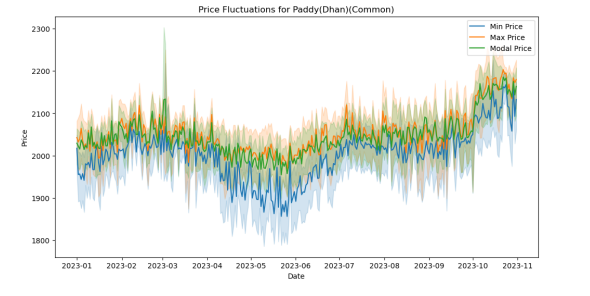 Price Fluctuations for Paddy(Dhan)(Common)
Min Price
Max Price
Modal Price
2300
2200
2100
2000
1900
1800
Price
2023-01 2023-02 2023-03 2023-04 2023-05 2023-06 2023-07 2023-08 2023-09 2023-10 2023-11
Date